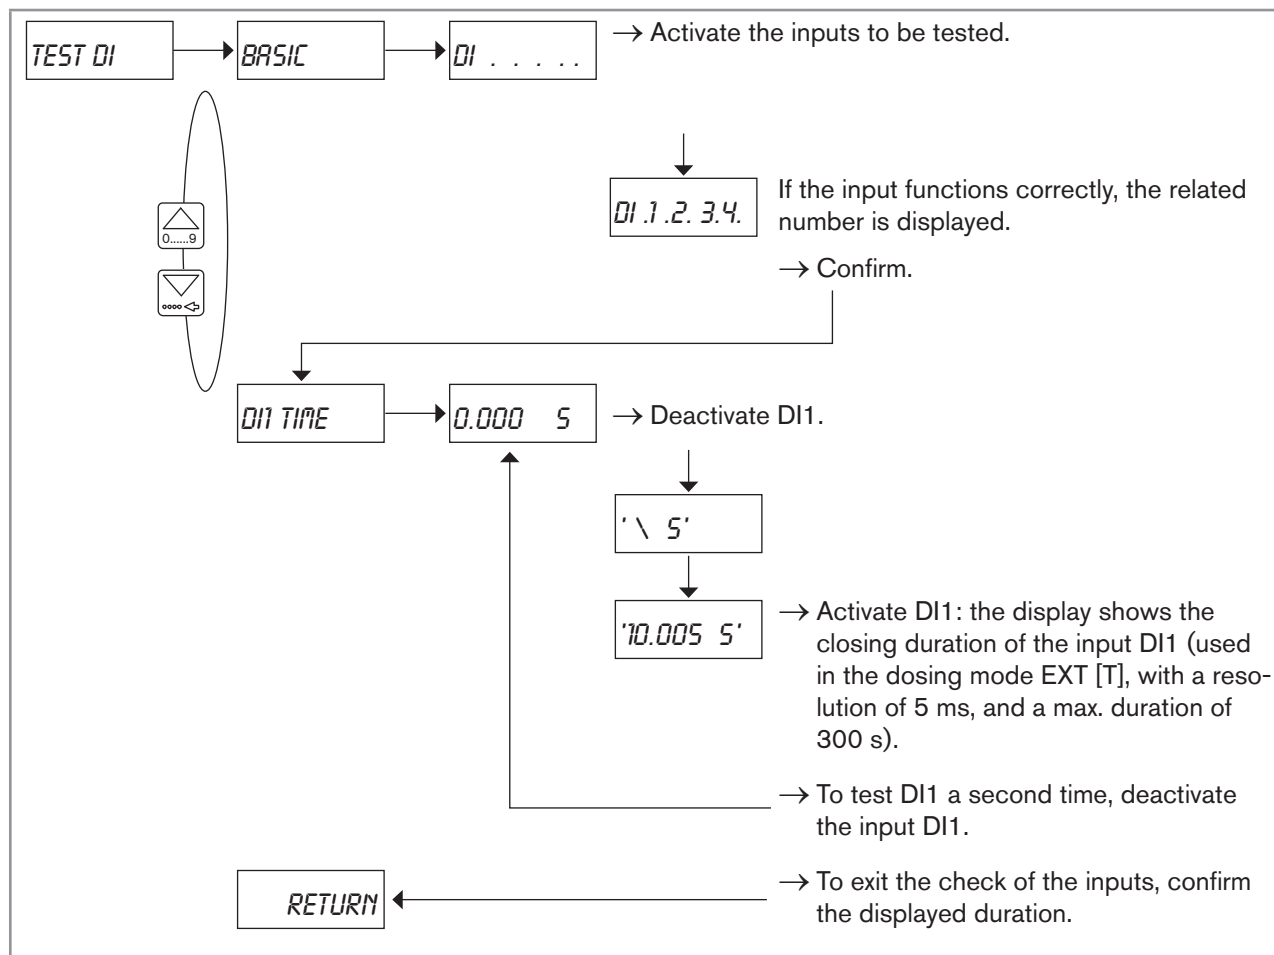 TEST DI
BASIC
DI . . . . .
→ Activate the inputs to be tested.
0......9
DI .1 .2. 3.4.
If the input functions correctly, the related
number is displayed.
→ Confirm.
DI1 TIME
0.000 S
→ Deactivate DI1.
'\ S'
'10.005 S'
→ Activate DI1: the display shows the
closing duration of the input DI1 (used
in the dosing mode EXT [T], with a reso-
lution of 5 ms, and a max. duration of
300 s).
→ To test DI1 a second time, deactivate
the input DI1.
RETURN
→ To exit the check of the inputs, confirm
the displayed duration.